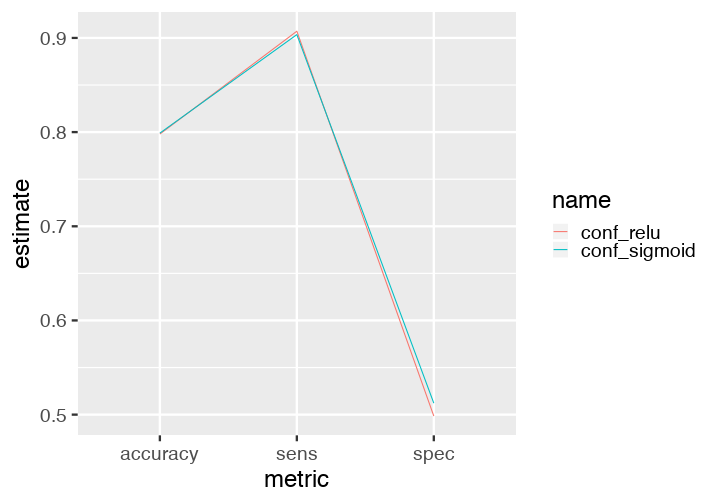 0.9
0.8
0.7
0.6
0.5
estimate
accuracy sens spec
metric
name
conf_relu
conf_sigmoid